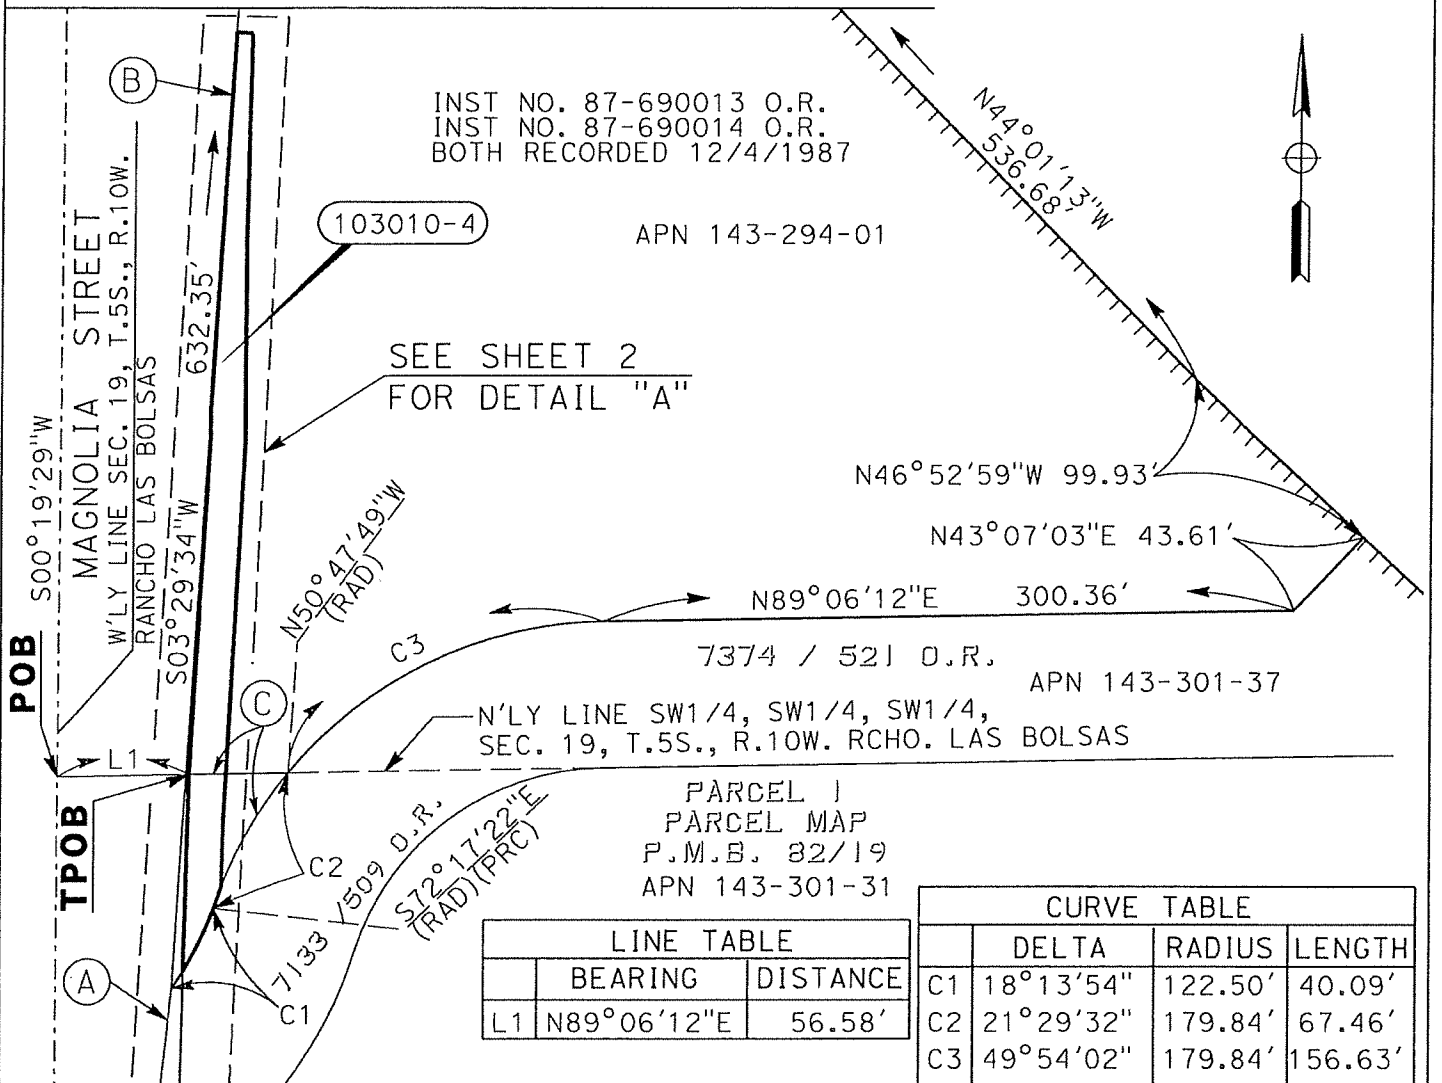 B
INST NO. 87-690013 O.R.
INST NO. 87-690014 O.R.
BOTH RECORDED 12/4/1987
N44°01'13"W
536.68'
103010-4
APN 143-294-01
MAGNOLIA STREET
W'LY LINE SEC. 19, T.5S., R.10W.
RANCHO LAS BOLSAS
632.35'
S00°19'29"W
S03°29'34"W
SEE SHEET 2
FOR DETAIL "A"
N46°52'59"W 99.93'
N43°07'03"E 43.61'
N50°47'49"W
(RAD)
N89°06'12"E 300.36'
C3
7374 / 521 O.R.
APN 143-301-37
POB
C
N'LY LINE SW1/4, SW1/4, SW1/4,
SEC. 19, T.5S., R.10W. RCHO. LAS BOLSAS
L1
TPOB
PARCEL 1
PARCEL MAP
P.M.B. 82/19
APN 143-301-31
C2
7133 /509 O.R.
S72°17'22"E
(RAD)(PRC)
A
C1
LINE TABLE
BEARING DISTANCE
L1 N89°06'12"E 56.58'
CURVE TABLE
DELTA RADIUS LENGTH
C1 18°13'54" 122.50' 40.09'
C2 21°29'32" 179.84' 67.46'
C3 49°54'02" 179.84' 156.63'